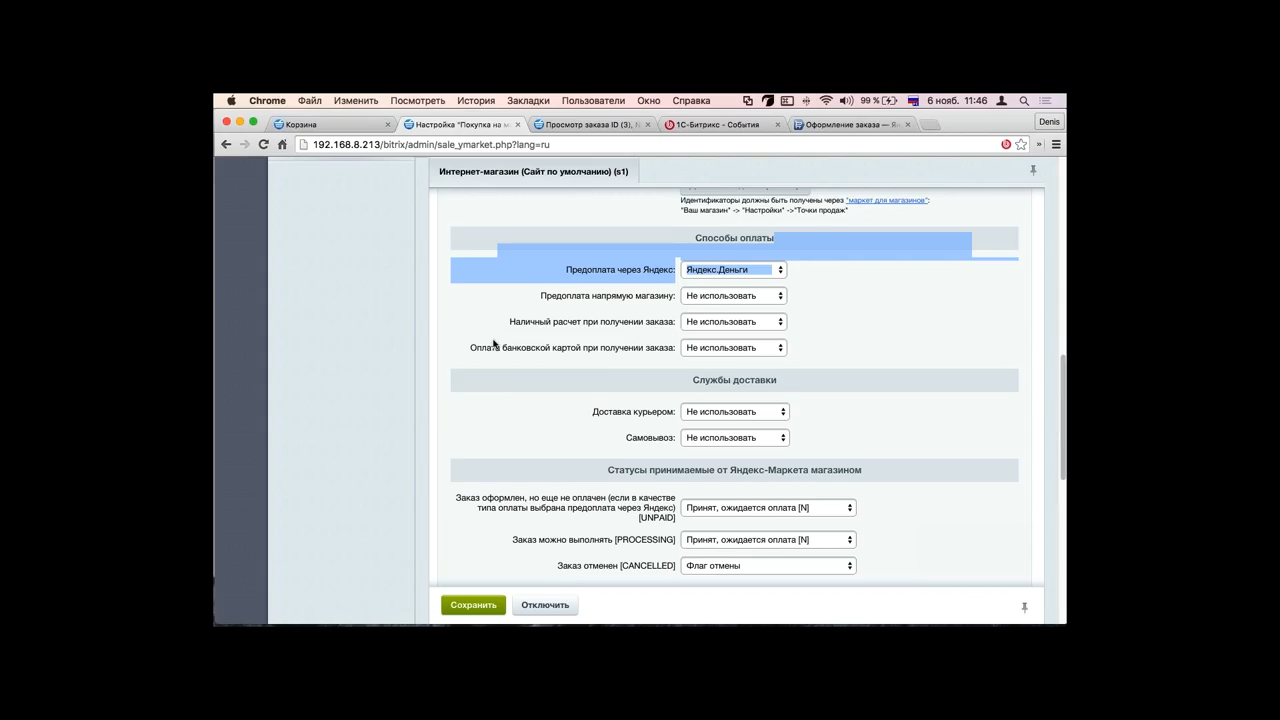 Chrome Файл Изменить Посмотреть История Закладки Пользователи Окно Справка 99 % 6 нояб. 11:46
Корзина Настройка "Покупка на м Просмотр заказа ID (3), 1С-Битрикс - События Оформление заказа — Denis
192.168.8.213/bitrix/admin/sale_ymarket.php?lang=ru
Интернет-магазин (Сайт по умолчанию) (s1)
Идентификаторы должны быть получены через "маркет для магазинов":
"Ваш магазин" -> "Настройки" ->"Точки продаж"
Способы оплаты
Предоплата через Яндекс: Яндекс.Деньги
Предоплата напрямую магазину: Не использовать
Наличный расчет при получении заказа: Не использовать
Оплата банковской картой при получении заказа: Не использовать
Службы доставки
Доставка курьером: Не использовать
Самовывоз: Не использовать
Статусы принимаемые от Яндекс-Маркета магазином
Заказ оформлен, но еще не оплачен (если в качестве
типа оплаты выбрана предоплата через Яндекс) Принят, ожидается оплата [N]
[UNPAID]
Заказ можно выполнять [PROCESSING] Принят, ожидается оплата [N]
Заказ отменен [CANCELLED] Флаг отмены
Сохранить Отключить